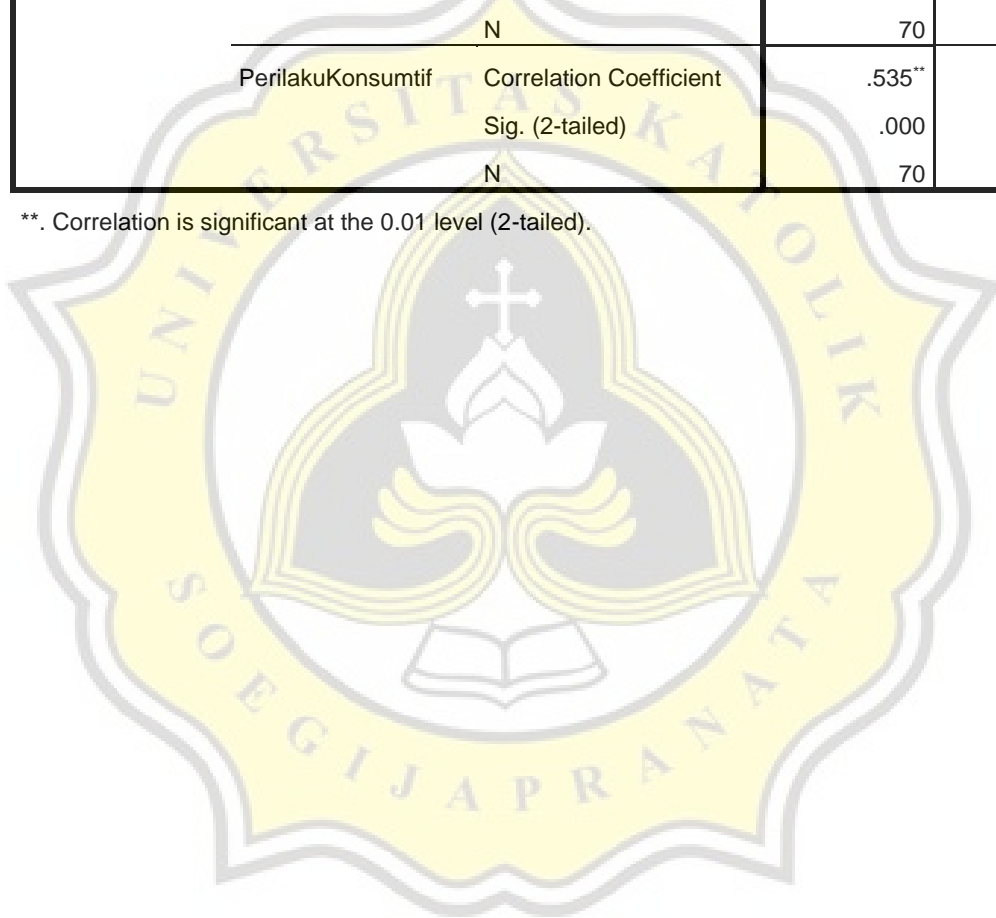 N 70
PerilakuKonsumtif Correlation Coefficient .535**
Sig. (2-tailed) .000
N 70
**. Correlation is significant at the 0.01 level (2-tailed).
UNIVERSITAS KATOLIK
SOEGIJAPRANATA